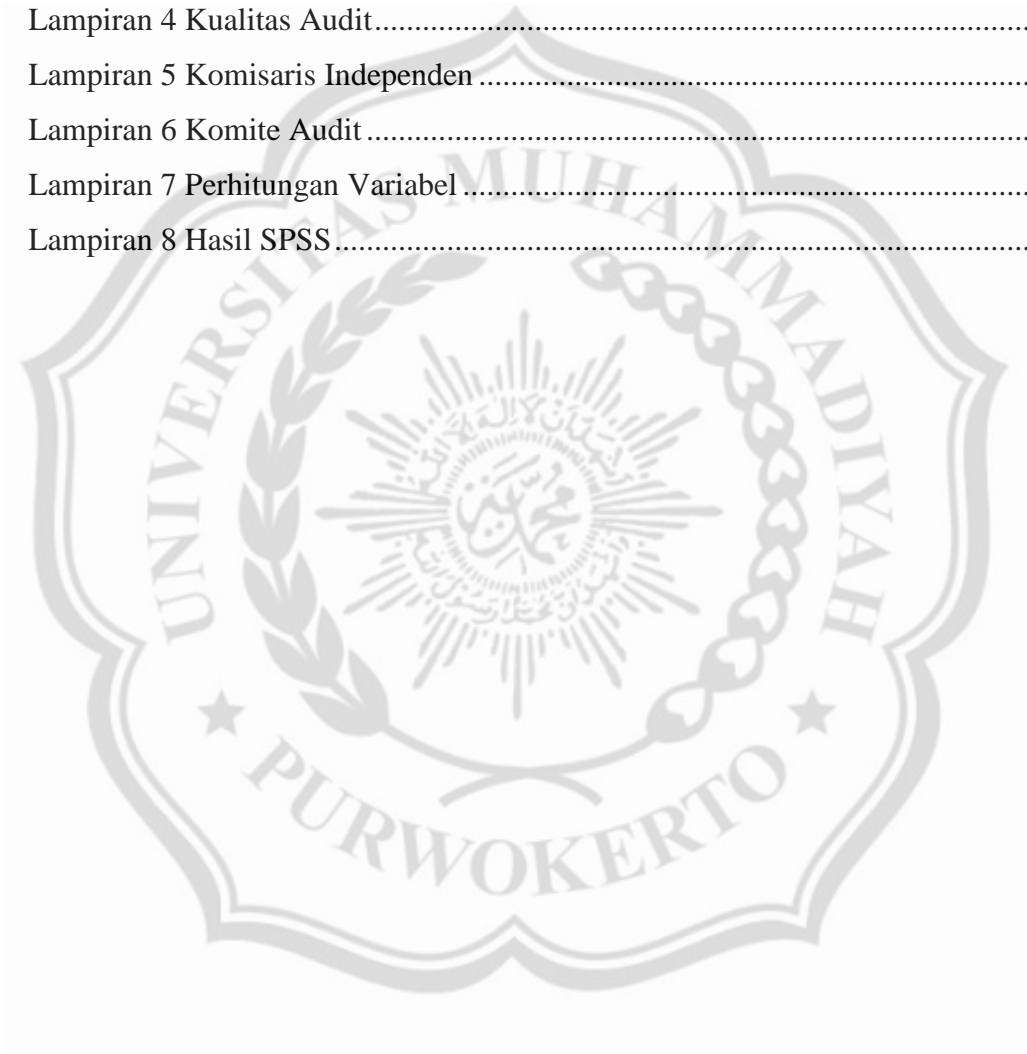 Lampiran 4 Kualitas Audit....................................................................................
Lampiran 5 Komisaris Independen.....................................................................
Lampiran 6 Komite Audit.....................................................................................
Lampiran 7 Perhitungan Variabel.......................................................................
Lampiran 8 Hasil SPSS.........................................................................................
UNIVERSITAS MUHAMMADIYAH
PURWOKERTO